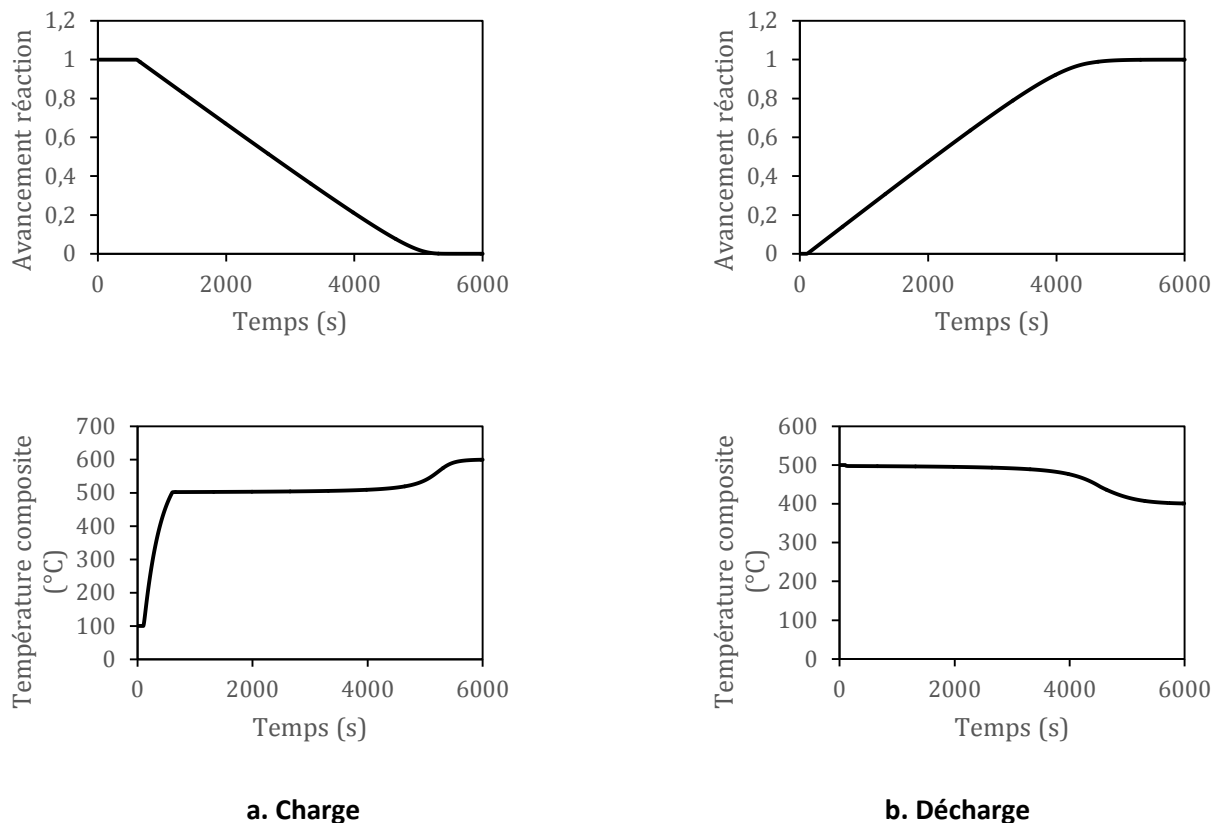 1,2
1
0,8
0,6
0,4
0,2
0
Avancement réaction
0 2000 4000 6000
Temps (s)
1,2
1
0,8
0,6
0,4
0,2
0
Avancement réaction
0 2000 4000 6000
Temps (s)
700
600
500
400
300
200
100
0
Température composite
(°C)
0 2000 4000 6000
Temps (s)
600
500
400
300
200
100
0
Température composite
(°C)
0 2000 4000 6000
Temps (s)
a. Charge
b. Décharge